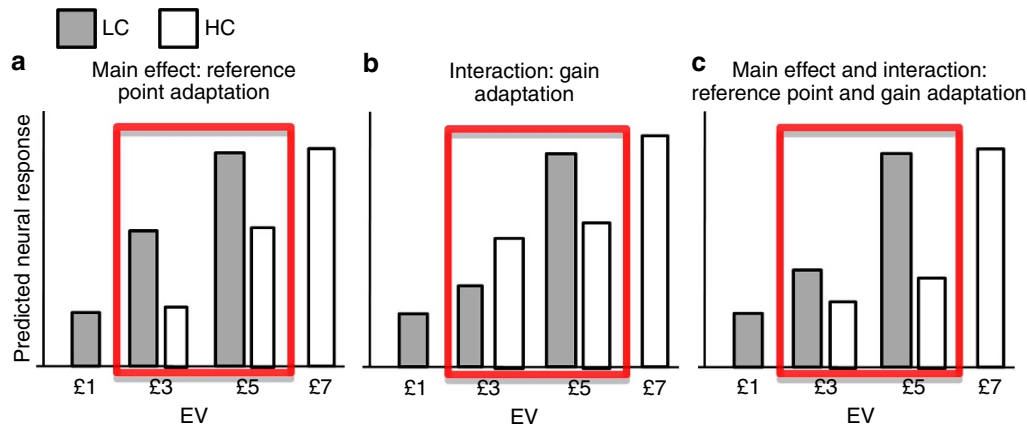 LC HC
a Main effect: reference
point adaptation
Predicted neural response
£1 £3 £5 £7
EV
b Interaction: gain
adaptation
£1 £3 £5 £7
EV
c Main effect and interaction:
reference point and gain adaptation
£1 £3 £5 £7
EV